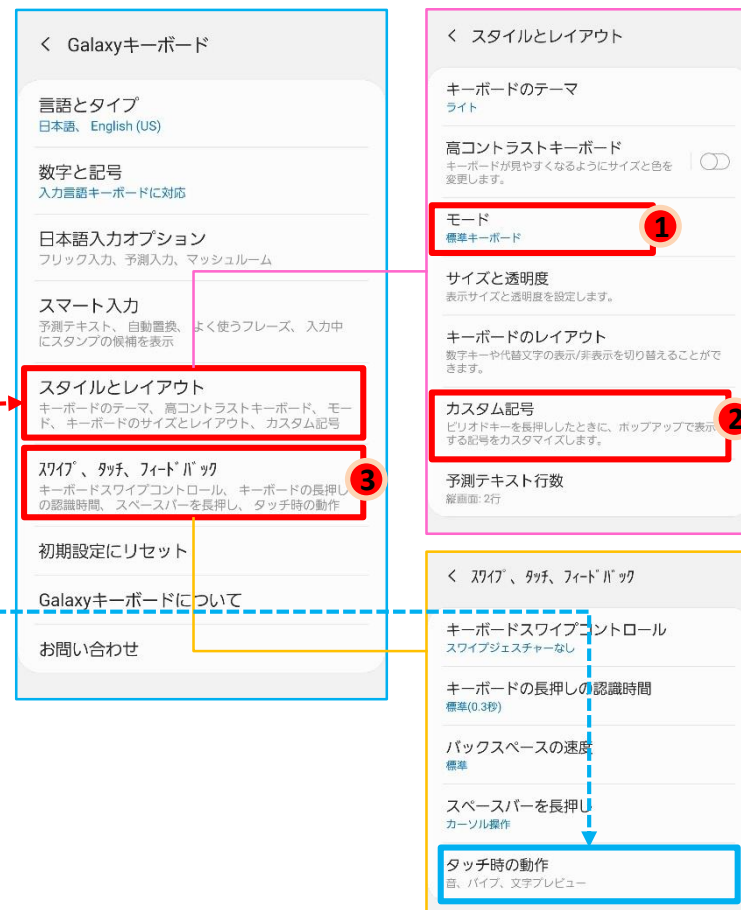 Galaxyキーボード
言語とタイプ
日本語、 English (US)
数字と記号
入力言語キーボードに対応
日本語入力オプション
フリック入力、予測入力、マッシュルーム
スマート入力
予測テキスト、 自動置換、 よく使うフレーズ、 入力中
にスタンプの候補を表示
スタイルとレイアウト
キーボードのテーマ、 高コントラストキーボード、 モー
ド、 キーボードのサイズとレイアウト、 カスタム記号
ｽﾜｲﾌﾟ、ﾀｯﾁ、ﾌｨｰﾄﾞﾊﾞｯｸ
3
キーボードスワイプコントロール、 キーボードの長押し
の認識時間、 スペースバーを長押し、 タッチ時の動作
初期設定にリセット
Galaxyキーボードについて
お問い合わせ
スタイルとレイアウト
キーボードのテーマ
ライト
高コントラストキーボード
キーボードが見やすくなるようにサイズと色を
変更します。
モード
1
標準キーボード
サイズと透明度
表示サイズと透明度を設定します。
キーボードのレイアウト
数字キーや代替文字の表示/非表示を切り替えることがで
きます。
カスタム記号
2
ピリオドキーを長押ししたときに、ポップアップで表示
する記号をカスタマイズします。
予測テキスト行数
縦画面: 2行
ｽﾜｲﾌﾟ、ﾀｯﾁ、ﾌｨｰﾄﾞﾊﾞｯｸ
キーボードスワイプコントロール
スワイプジェスチャーなし
キーボードの長押しの認識時間
標準(0.3秒)
バックスペースの速度
標準
スペースバーを長押し
カーソル操作
タッチ時の動作
音、バイブ、文字プレビュー